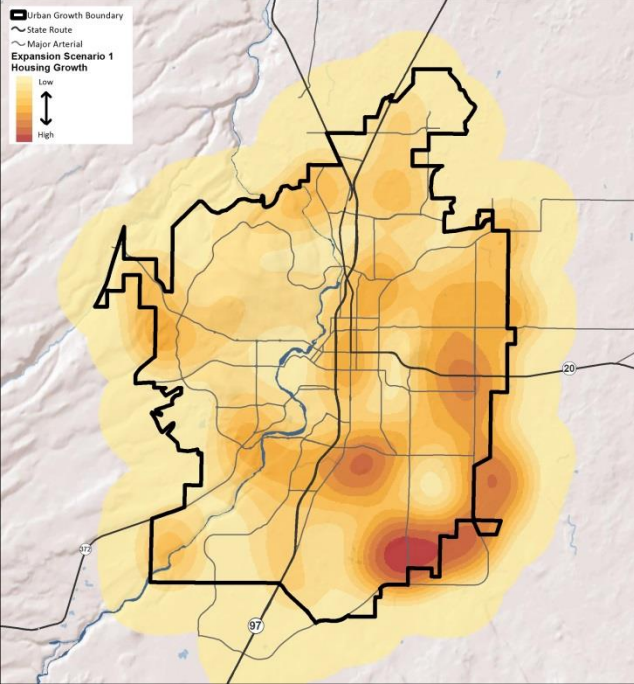 Urban Growth Boundary
State Route
Major Arterial
Expansion Scenario 1
Housing Growth
Low
High
20
372
97